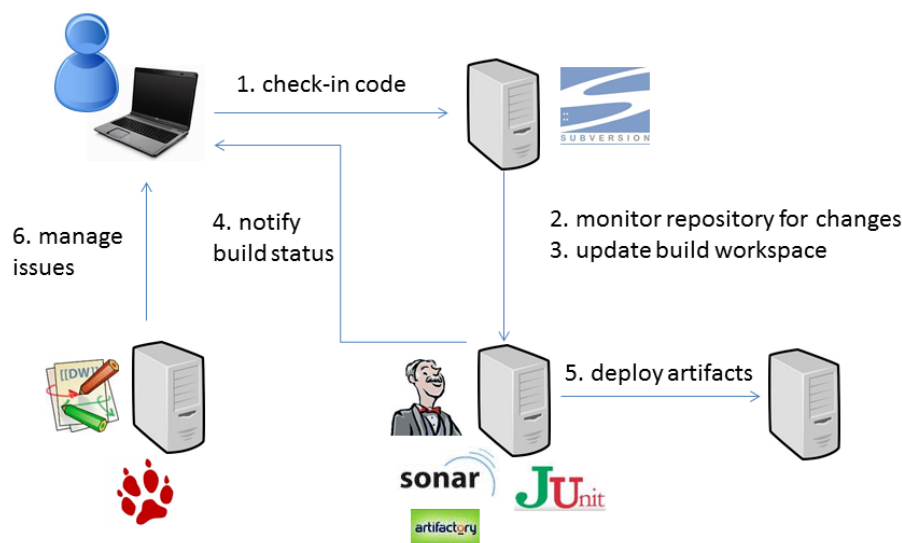 1. check-in code
SUBVERSION
2. monitor repository for changes
3. update build workspace
4. notify
build status
6. manage
issues
[[DW]]
5. deploy artifacts
sonar
JUnit
artifactory